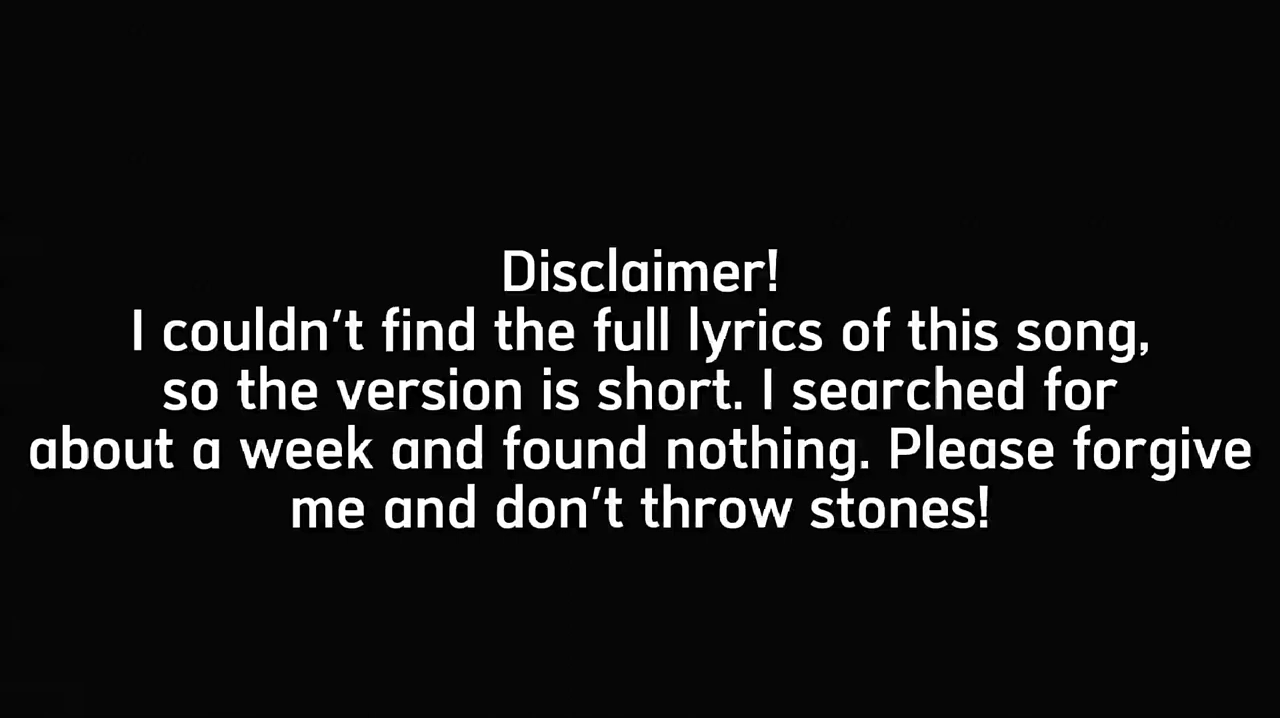 Disclaimer!
I couldn't find the full lyrics of this song,
so the version is short. I searched for
about a week and found nothing. Please forgive
me and don't throw stones!